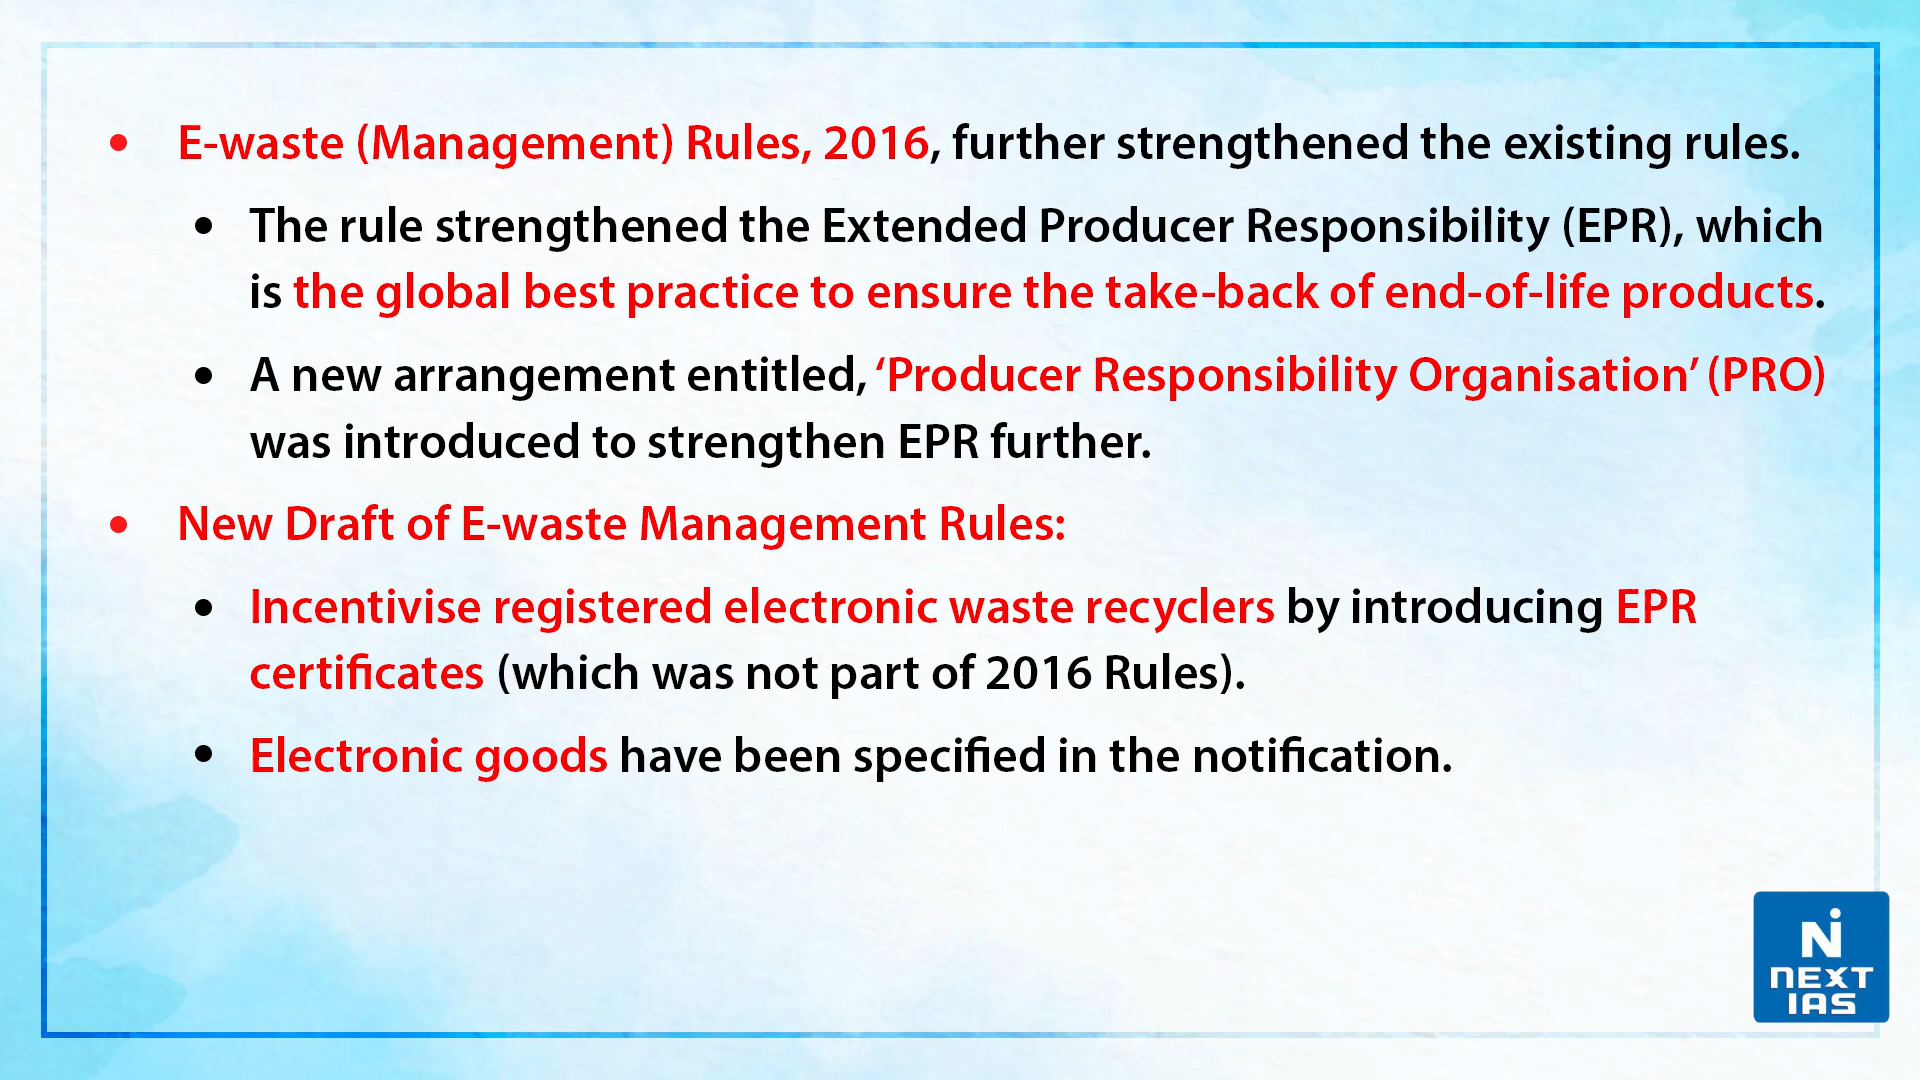 • E-waste (Management) Rules, 2016, further strengthened the existing rules.
• The rule strengthened the Extended Producer Responsibility (EPR), which
is the global best practice to ensure the take-back of end-of-life products.
• A new arrangement entitled, ‘Producer Responsibility Organisation’ (PRO)
was introduced to strengthen EPR further.
• New Draft of E-waste Management Rules:
• Incentivise registered electronic waste recyclers by introducing EPR
certificates (which was not part of 2016 Rules).
• Electronic goods have been specified in the notification.
Ni
NEXT
IAS